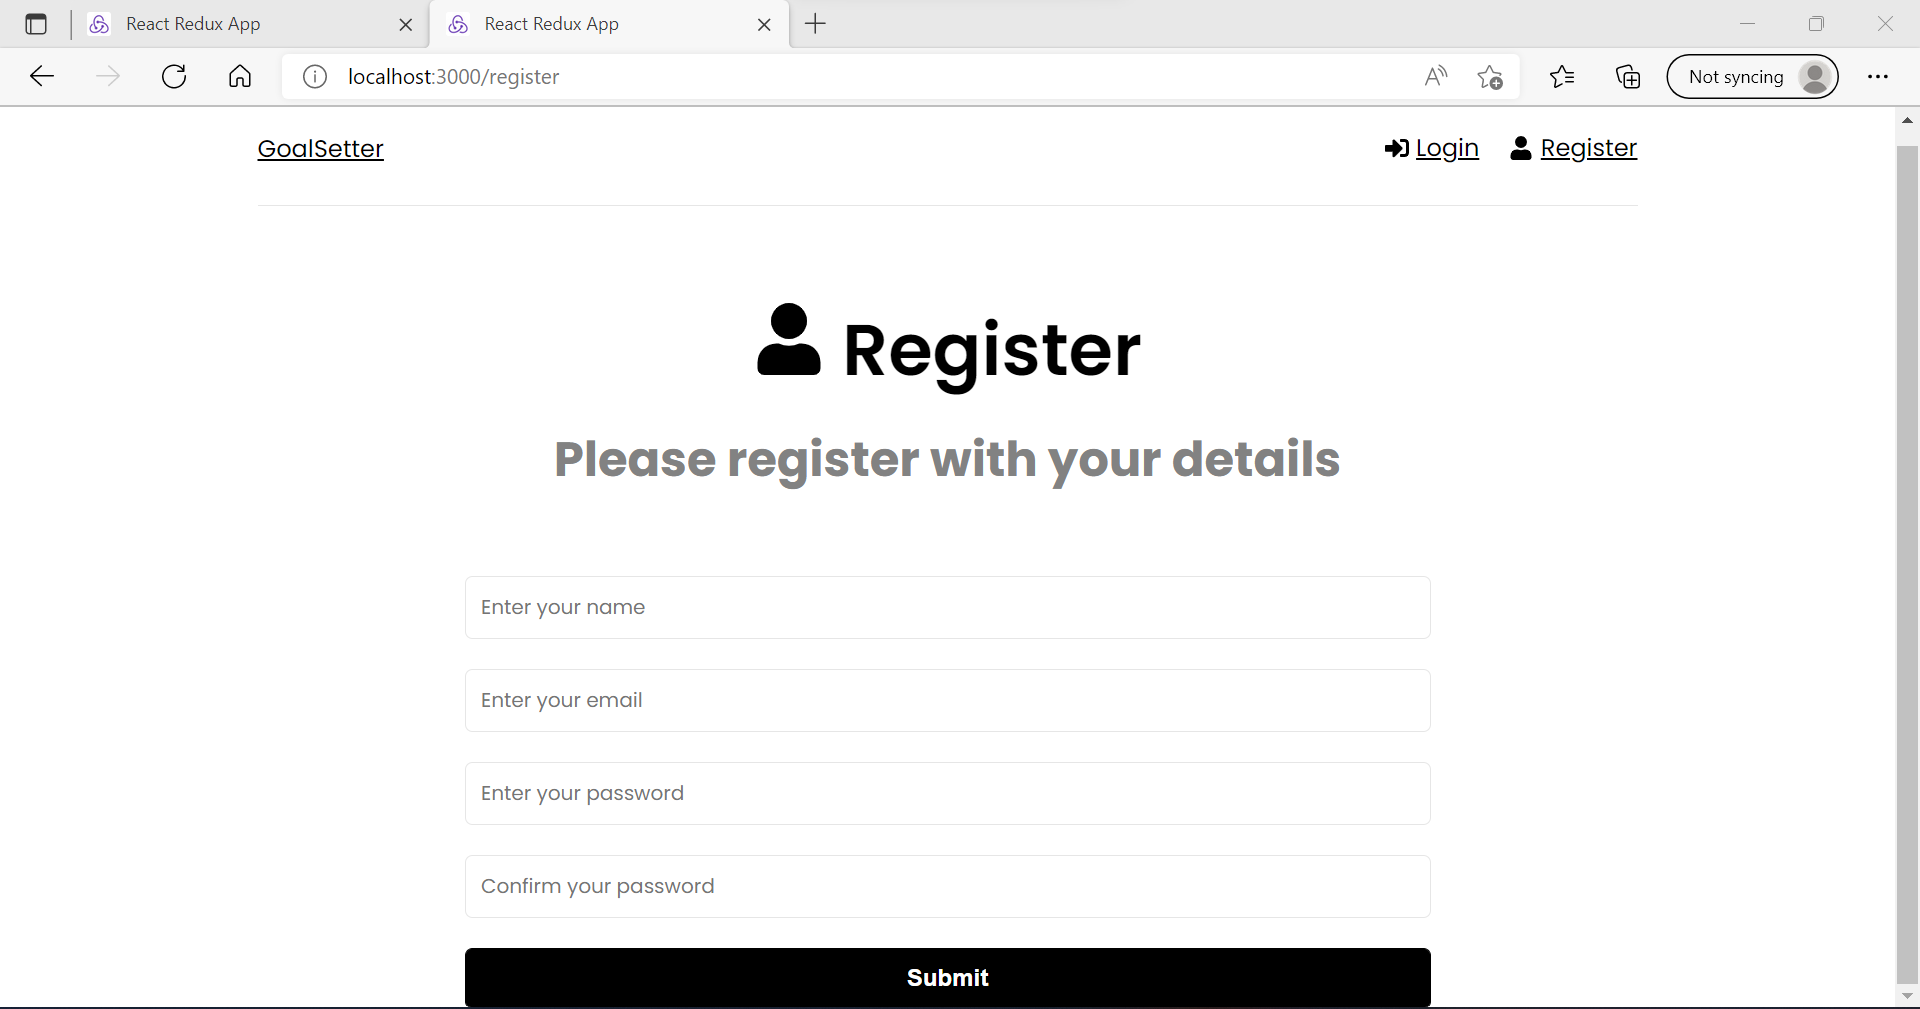 React Redux App
React Redux App
localhost:3000/register
Not syncing
GoalSetter
Login
Register
Register
Please register with your details
Enter your name
Enter your email
Enter your password
Confirm your password
Submit